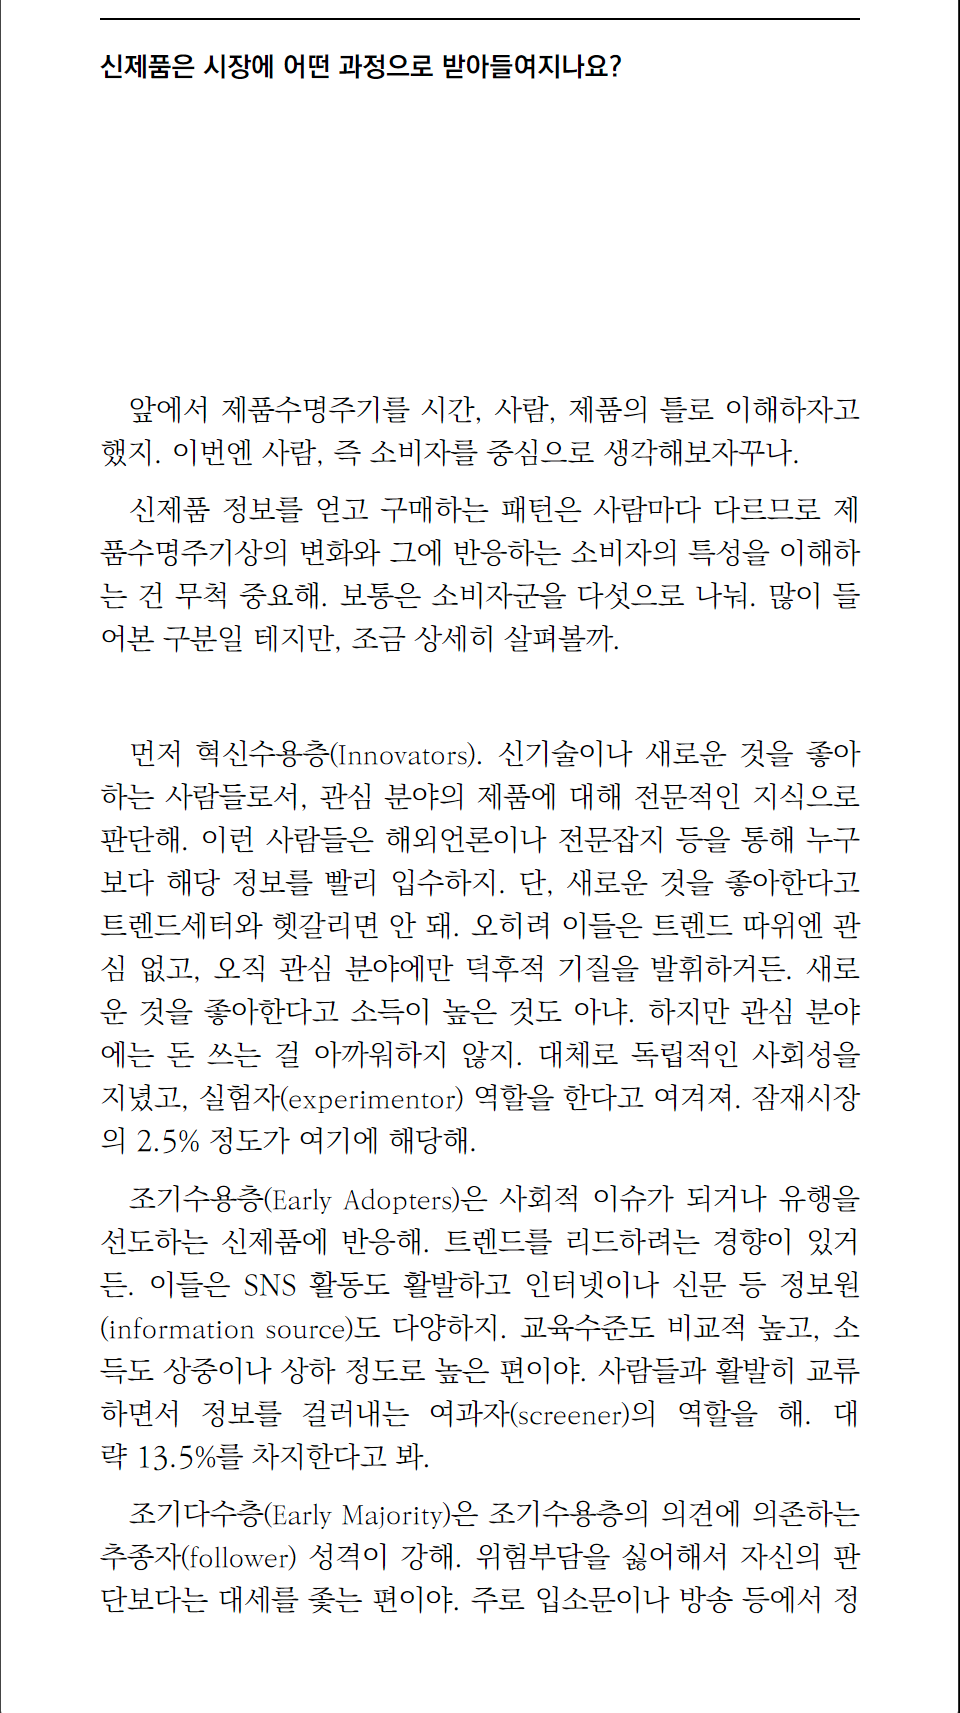 신제품은 시장에 어떤 과정으로 받아들여지나요?
앞에서 제품수명주기를 시간, 사람, 제품의 틀로 이해하자고
했지. 이번엔 사람, 즉 소비자를 중심으로 생각해보자꾸나.
신제품 정보를 얻고 구매하는 패턴은 사람마다 다르므로 제
품수명주기상의 변화와 그에 반응하는 소비자의 특성을 이해하
는 건 무척 중요해. 보통은 소비자군을 다섯으로 나눠. 많이 들
어본 구분일 테지만, 조금 상세히 살펴볼까.
먼저 혁신수용층(Innovators). 신기술이나 새로운 것을 좋아
하는 사람들로서, 관심 분야의 제품에 대해 전문적인 지식으로
판단해. 이런 사람들은 해외언론이나 전문잡지 등을 통해 누구
보다 해당 정보를 빨리 입수하지. 단, 새로운 것을 좋아한다고
트렌드세터와 헷갈리면 안 돼. 오히려 이들은 트렌드 따위엔 관
심 없고, 오직 관심 분야에만 덕후적 기질을 발휘하거든. 새로
운 것을 좋아한다고 소득이 높은 것도 아냐. 하지만 관심 분야
에는 돈 쓰는 걸 아까워하지 않지. 대체로 독립적인 사회성을
지녔고, 실험자(experimentor) 역할을 한다고 여겨져. 잠재시장
의 2.5% 정도가 여기에 해당해.
조기수용층(Early Adopters)은 사회적 이슈가 되거나 유행을
선도하는 신제품에 반응해. 트렌드를 리드하려는 경향이 있거
든. 이들은 SNS 활동도 활발하고 인터넷이나 신문 등 정보원
(information source)도 다양하지. 교육수준도 비교적 높고, 소
득도 상중이나 상하 정도로 높은 편이야. 사람들과 활발히 교류
하면서 정보를 걸러내는 여과자(screener)의 역할을 해. 대
략 13.5%를 차지한다고 봐.
조기다수층(Early Majority)은 조기수용층의 의견에 의존하는
추종자(follower) 성격이 강해. 위험부담을 싫어해서 자신의 판
단보다는 대세를 좇는 편이야. 주로 입소문이나 방송 등에서 정